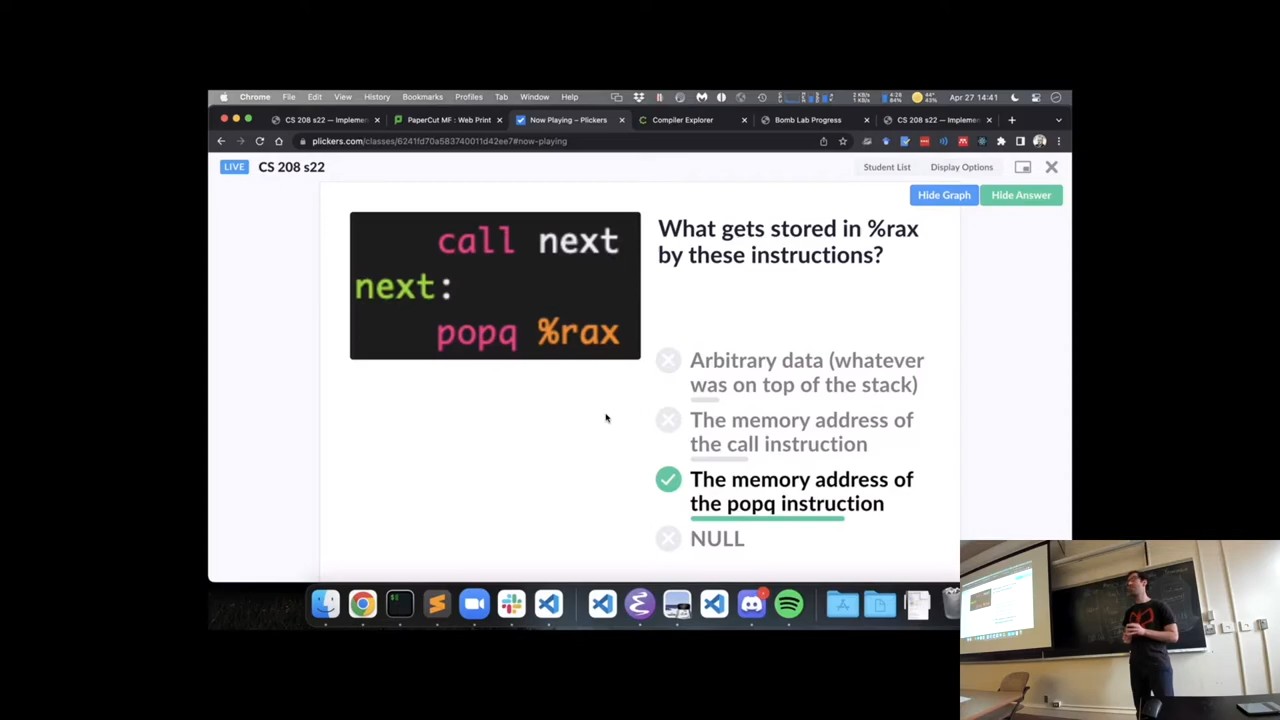 Chrome File Edit View History Bookmarks Profiles Tab Window Help Apr 27 14:41
CS 208 s22 — Implemen PaperCut MF : Web Print Now Playing – Plickers Compiler Explorer Bomb Lab Progress CS 208 s22 — Implemen
plickers.com/classes/6241fd70a583740011d42ee7#now-playing
LIVE CS 208 s22 Student List Display Options
Hide Graph Hide Answer
call next
next:
popq %rax
What gets stored in %rax
by these instructions?
Arbitrary data (whatever
was on top of the stack)
The memory address of
the call instruction
The memory address of
the popq instruction
NULL